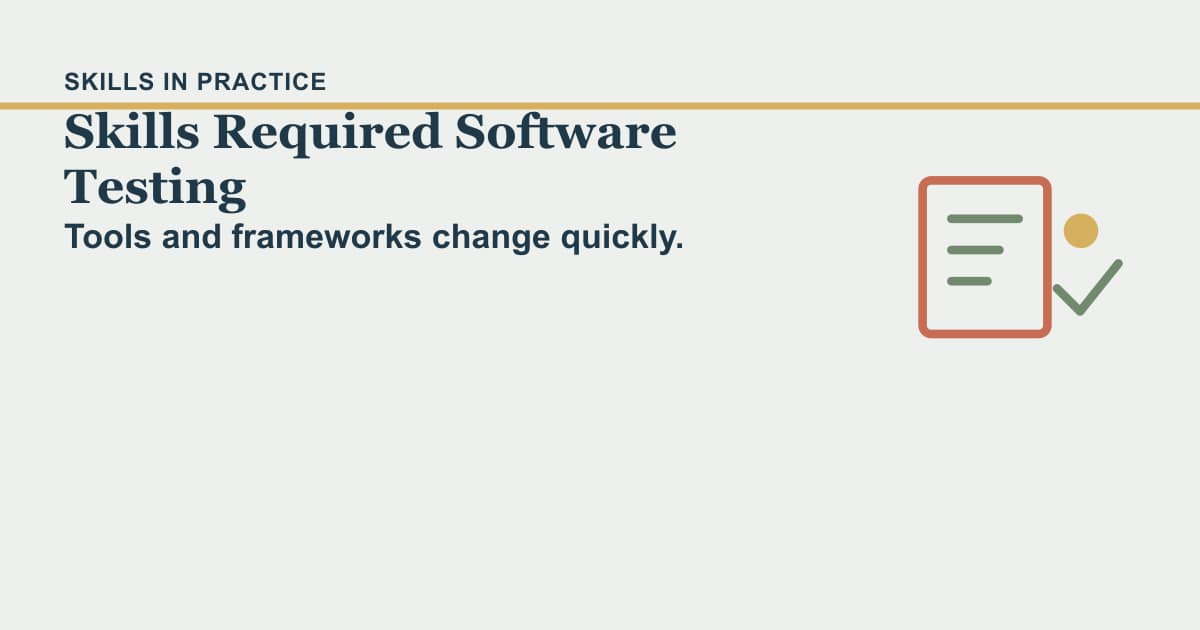 SKILLS IN PRACTICE
Skills Required Software
Testing
Tools and frameworks change quickly.